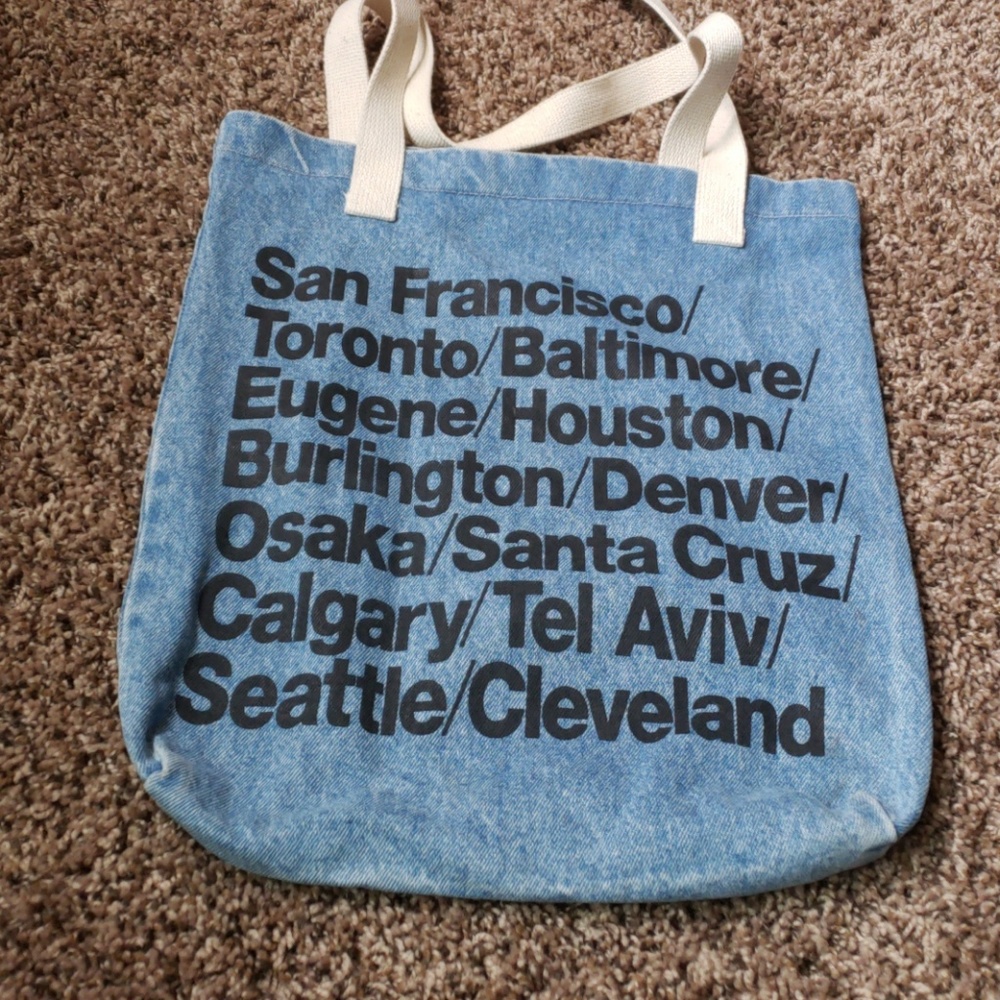 San Francisco/
Toronto/Baltimore/
Eugene/Houston/
Burlington/Denver/
Osaka/Santa Cruz/
Calgary/Tel Aviv/
Seattle/Cleveland